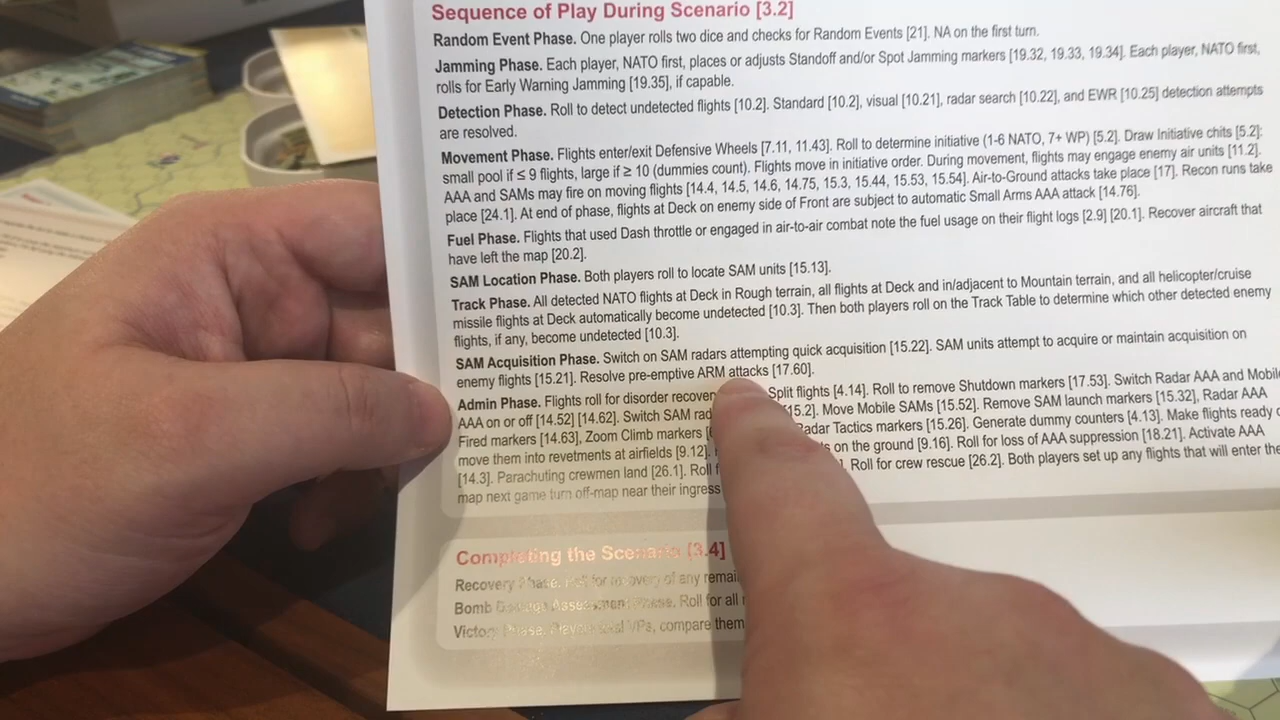 Sequence of Play During Scenario [3.2]
Random Event Phase. One player rolls two dice and checks for Random Events [21]. NA on the first turn.
Jamming Phase. Each player, NATO first, places or adjusts Standoff and/or Spot Jamming markers [19.32, 19.33, 19.34]. Each player, NATO first,
rolls for Early Warning Jamming [19.35], if capable.
Detection Phase. Roll to detect undetected flights [10.2]. Standard [10.2], visual [10.21], radar search [10.22], and EWR [10.25] detection attempts
are resolved.
Movement Phase. Flights enter/exit Defensive Wheels [7.11, 11.43]. Roll to determine initiative (1-6 NATO, 7+ WP) [5.2]. Draw Initiative chits [5.2]:
small pool if ≤ 9 flights, large if ≥ 10 (dummies count). Flights move in initiative order. During movement, flights may engage enemy air units [11.2].
AAA and SAMs may fire on moving flights [14.4, 14.5, 14.6, 14.75, 15.3, 15.44, 15.53, 15.54]. Air-to-Ground attacks take place [17]. Recon runs take
place [24.1]. At end of phase, flights at Deck on enemy side of Front are subject to automatic Small Arms AAA attack [14.76].
Fuel Phase. Flights that used Dash throttle or engaged in air-to-air combat note the fuel usage on their flight logs [2.9] [20.1]. Recover aircraft that
have left the map [20.2].
SAM Location Phase. Both players roll to locate SAM units [15.13].
Track Phase. All detected NATO flights at Deck in Rough terrain, all flights at Deck and in/adjacent to Mountain terrain, and all helicopter/cruise
missile flights at Deck automatically become undetected [10.3]. Then both players roll on the Track Table to determine which other detected enemy
flights, if any, become undetected [10.3].
SAM Acquisition Phase. Switch on SAM radars attempting quick acquisition [15.22]. SAM units attempt to acquire or maintain acquisition on
enemy flights [15.21]. Resolve pre-emptive ARM attacks [17.60].
Admin Phase. Flights roll for disorder Split flights [4.14]. Roll to remove Shutdown markers [17.53]. Switch Radar AAA and
AAA on or off [14.52] [14.62]. Switch SAM [15.2]. Move Mobile SAMs [15.52]. Remove SAM launch markers [15.32]. Radar AAA
Fired markers [14.63], Zoom Climb markers Radar Tactics markers [15.26]. Generate dummy counters [4.13]. Make flights ready
move them into revetments at airfields [9.12]. on the ground [9.16]. Roll for loss of AAA suppression [18.21]. Activate AAA
[14.3]. Parachuting crewmen land [26.1]. Roll Roll for crew rescue [26.2]. Both players set up any flights that will enter the
map next game turn off-map near their ingress
Completing the Scenario [3.4]
Recovery Phase. Roll for recovery of any
Bomb Damage Assessment Phase. Roll for all
Victory Phase. VPs, compare them